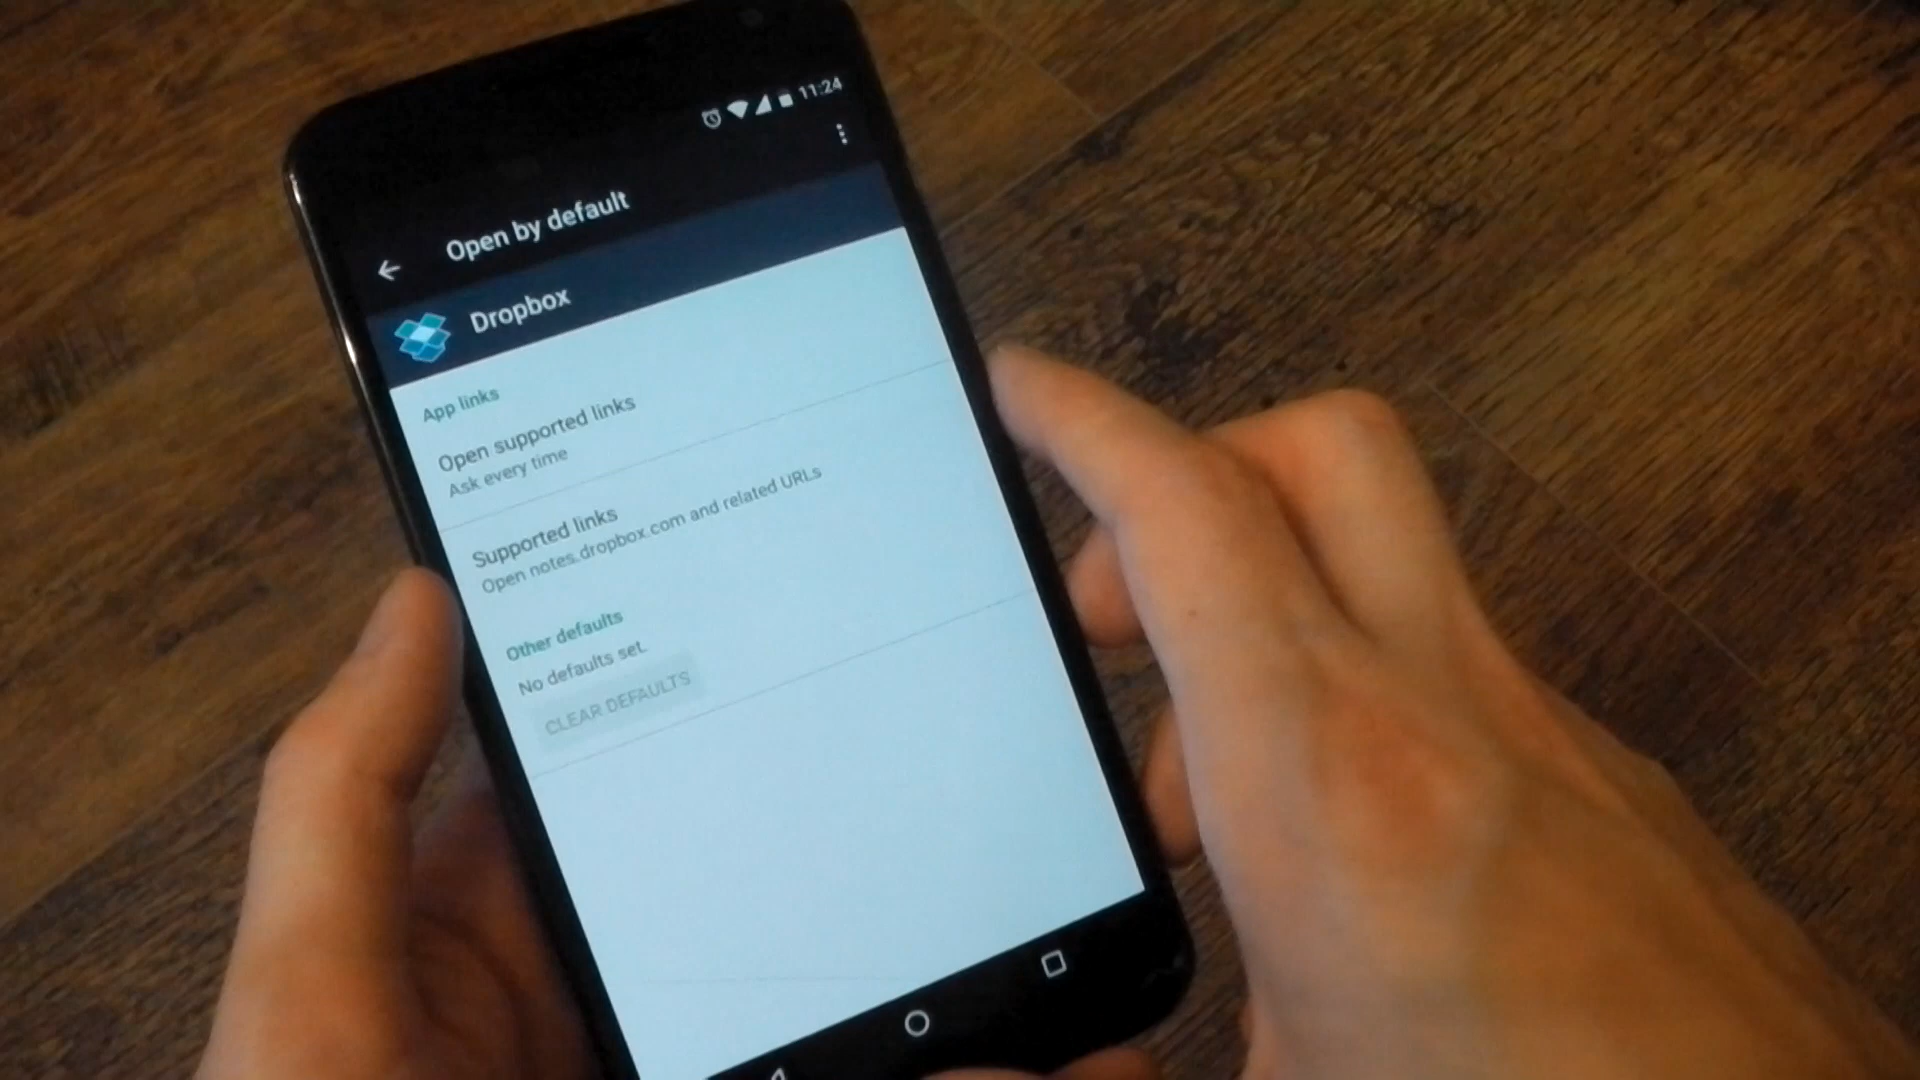 11:24
Open by default
Dropbox
App links
Open supported links
Ask every time
Supported links
Open notes.dropbox.com and related URLs
Other defaults
No defaults set.
CLEAR DEFAULTS